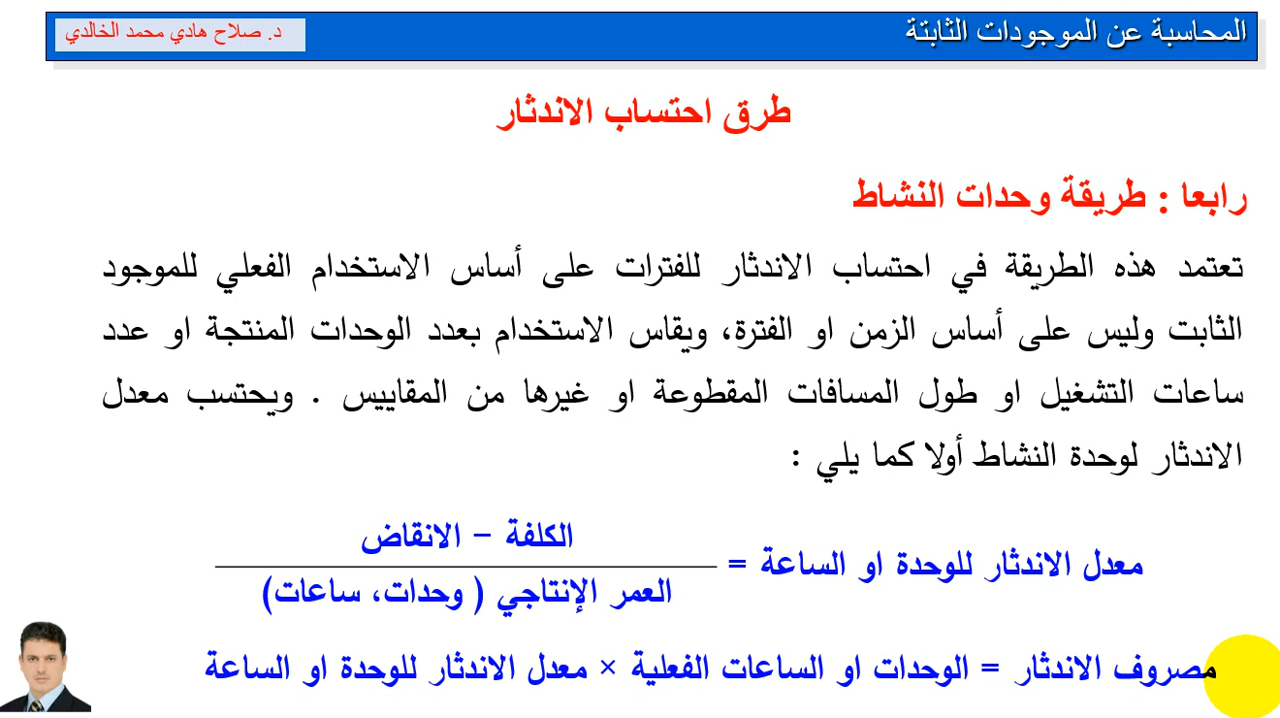 المحاسبة عن الموجودات الثابتة
د. صلاح هادي محمد الخالدي
طرق احتساب الاندثار
رابعا : طريقة وحدات النشاط
تعتمد هذه الطريقة في احتساب الاندثار للفترات على أساس الاستخدام الفعلي للموجود
الثابت وليس على أساس الزمن او الفترة، ويقاس الاستخدام بعدد الوحدات المنتجة او عدد
ساعات التشغيل او طول المسافات المقطوعة او غيرها من المقاييس . ويحتسب معدل
الاندثار لوحدة النشاط أولا كما يلي :
الكلفة – الانقاض
معدل الاندثار للوحدة او الساعة =
العمر الإنتاجي ( وحدات، ساعات)
مصروف الاندثار = الوحدات او الساعات الفعلية × معدل الاندثار للوحدة او الساعة